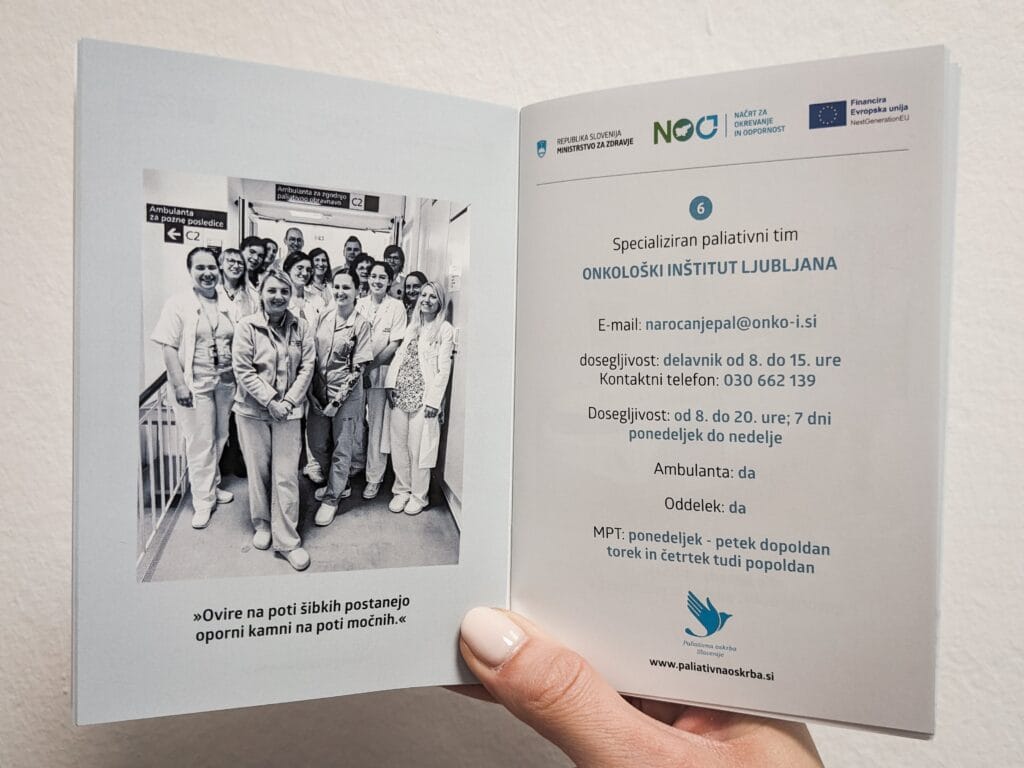 Ambulanta
za pozne posledice
C2
Ambulanta za zgodnjo
paliativno obravnavo
C2
»Ovire na poti šibkih postanejo
oporni kamni na poti močnih.«
REPUBLIKA SLOVENIJA
MINISTRSTVO ZA ZDRAVJE
NOO
NAČRT ZA
OKREVANJE
IN ODPORNOST
Financira
Evropska unija
NextGenerationEU
6
Specializiran paliativni tim
ONKOLOŠKI INŠTITUT LJUBLJANA
E-mail: narocanjepal@onko-i.si
dosegljivost: delavnik od 8. do 15. ure
Kontaktni telefon: 030 662 139
Dosegljivost: od 8. do 20. ure; 7 dni
ponedeljek do nedelje
Ambulanta: da
Oddelek: da
MPT: ponedeljek - petek dopoldan
torek in četrtek tudi popoldan
Paliativna oskrba
Slovenije
www.paliativnaoskrba.si